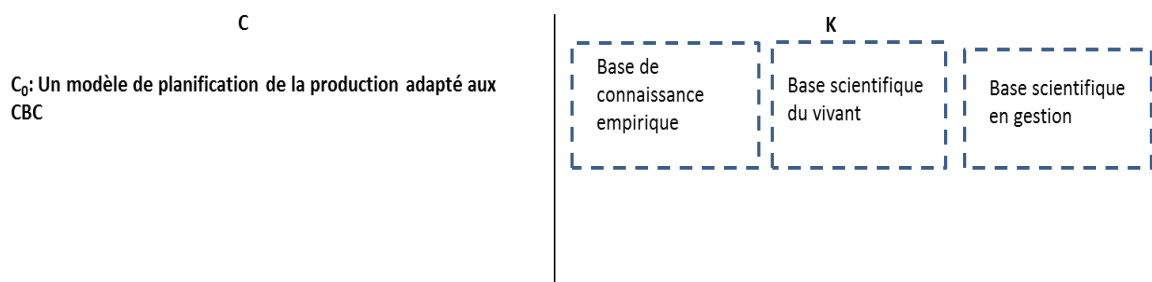 C
C₀: Un modèle de planification de la production adapté aux
CBC
K
Base de
connaissance
empirique
Base scientifique
du vivant
Base scientifique
en gestion